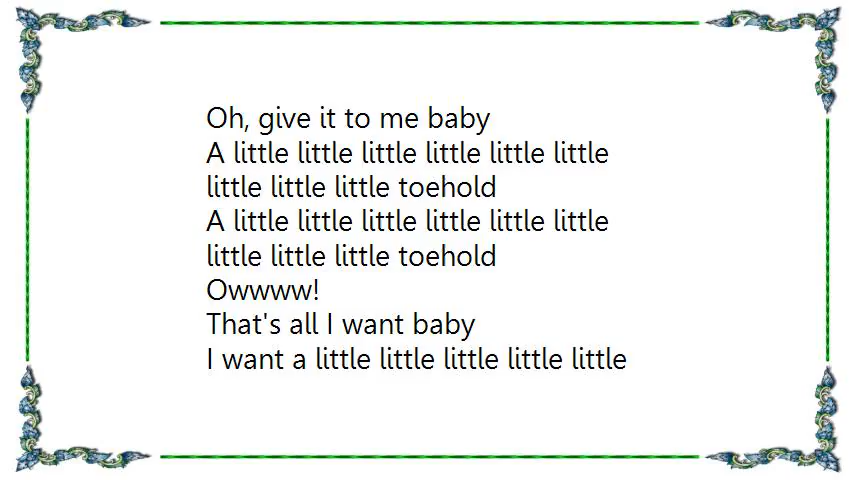 Oh, give it to me baby
A little little little little little little
little little little toehold
A little little little little little little
little little little toehold
Owwww!
That's all I want baby
I want a little little little little little